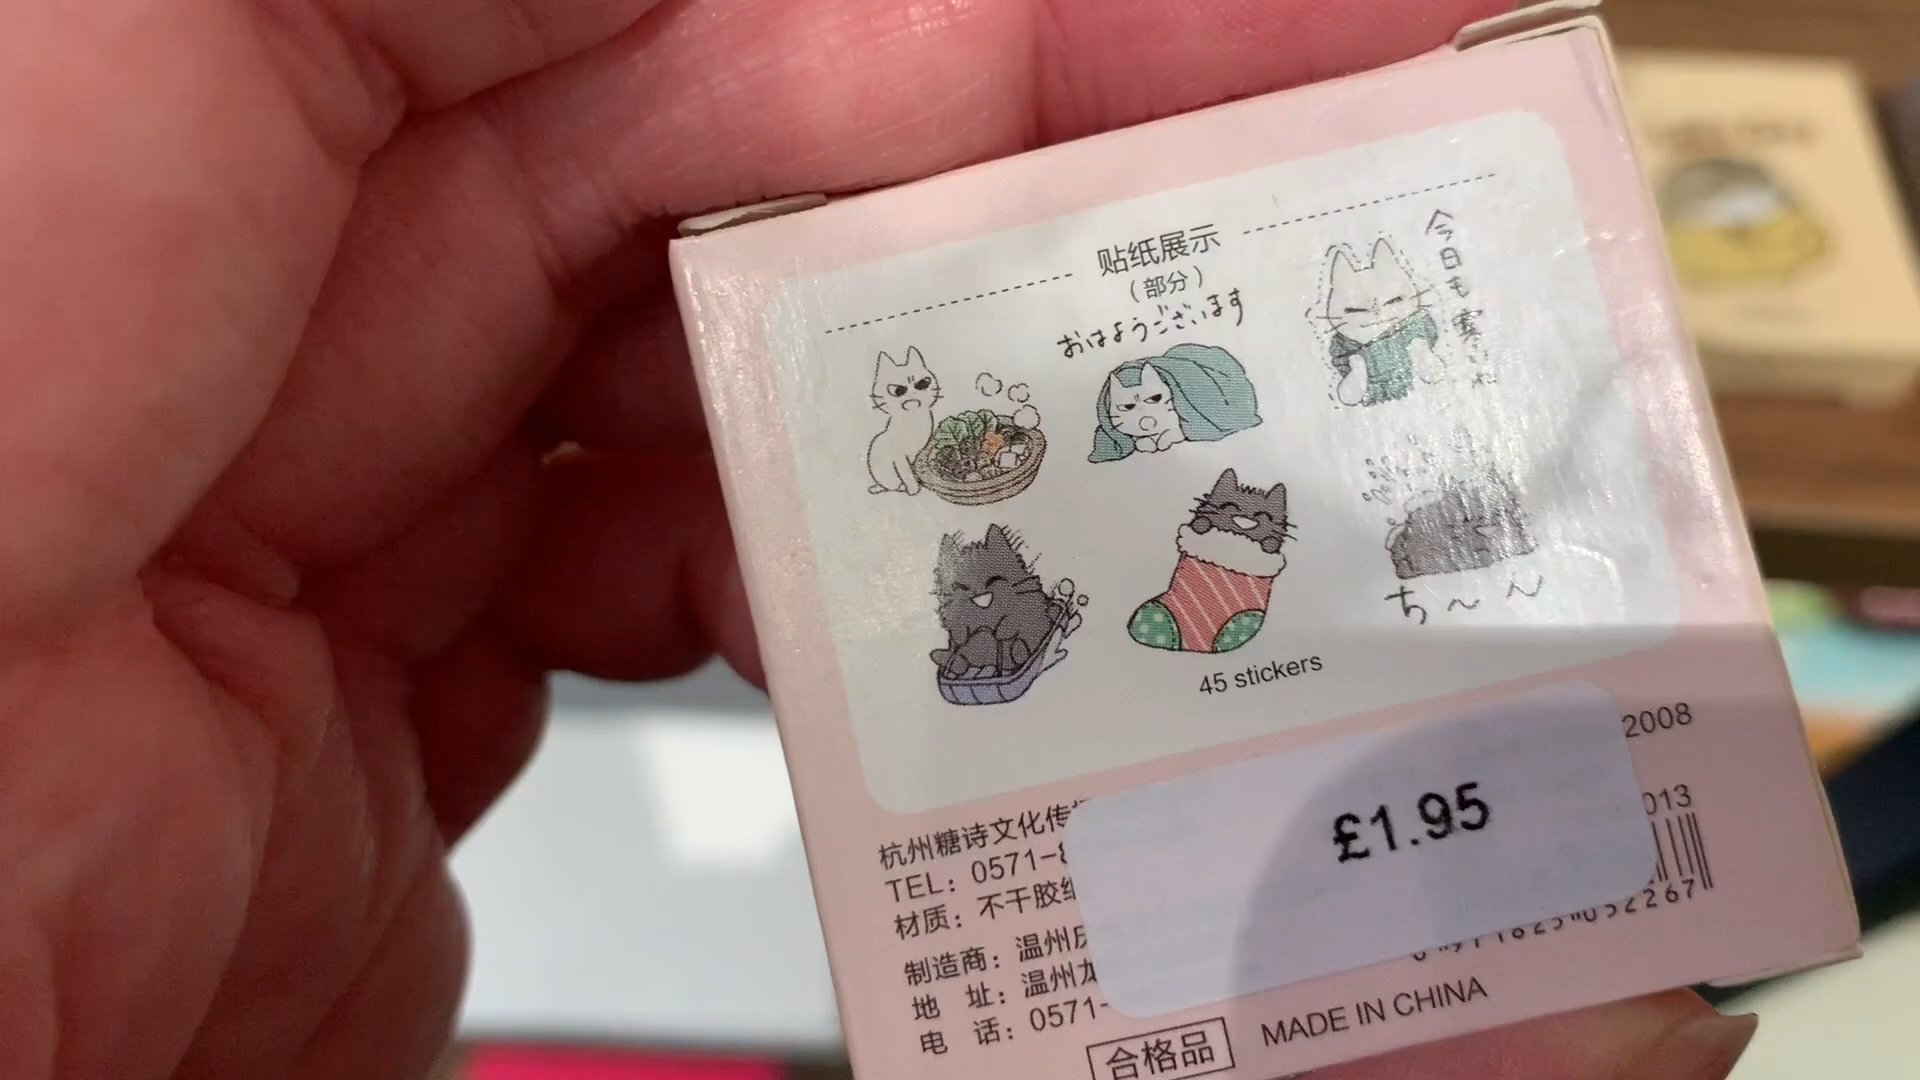 贴纸展示
（部分）
おはようございます
今日も寒いね
ち～～
45 stickers
2008
杭州糖诗文化传
TEL：0571-8
材质：不干胶纸
制造商：温州庆
地 址：温州龙
电 话：0571-
£1.95
013
MADE IN CHINA
合格品